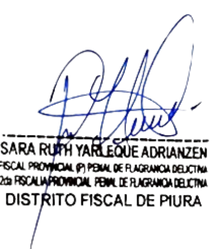 SARA RUTH YARLEQUE ADRIANZEN
FISCAL PROVINCIAL (P) PENAL DE FLAGRANCIA DELICTIVA
2da FISCALIA PROVINCIAL PENAL DE FLAGRANCIA DELICTIVA
DISTRITO FISCAL DE PIURA